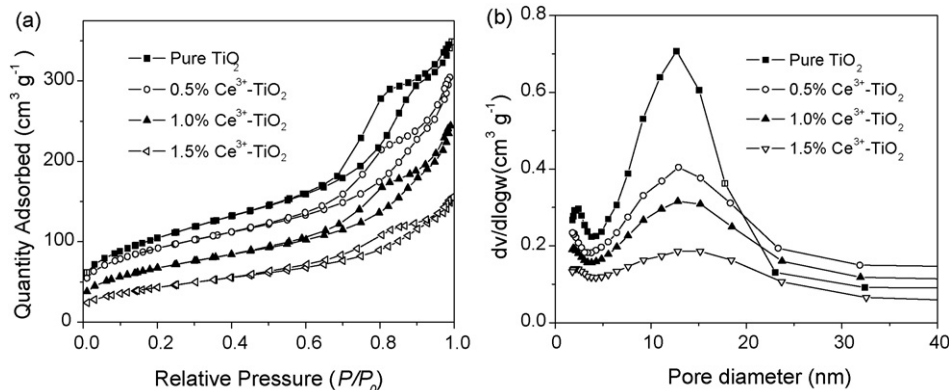 (a)
Pure TiO2
0.5% Ce3+-TiO2
1.0% Ce3+-TiO2
1.5% Ce3+-TiO2
Quantity Adsorbed (cm3 g-1)
300
200
100
0
0.0 0.2 0.4 0.6 0.8 1.0
Relative Pressure (P/P0)
(b)
Pure TiO2
0.5% Ce3+-TiO2
1.0% Ce3+-TiO2
1.5% Ce3+-TiO2
dv/dlogw(cm3 g-1)
0.8
0.6
0.4
0.2
0.0
0 10 20 30 40
Pore diameter (nm)